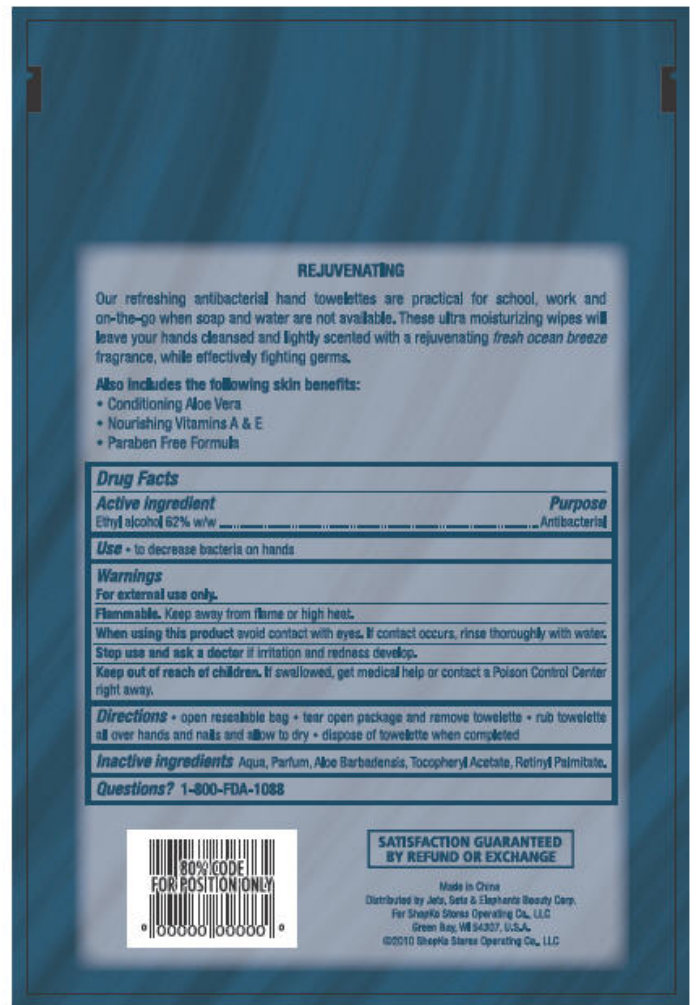 REJUVENATING
Our refreshing antibacterial hand towelettes are practical for school, work and
on-the-go when soap and water are not available. These ultra moisturizing wipes will
leave your hands cleansed and lightly scented with a rejuvenating fresh ocean breeze
fragrance, while effectively fighting germs.
Also includes the following skin benefits:
• Conditioning Aloe Vera
• Nourishing Vitamins A & E
• Paraben Free Formula
Drug Facts
Active ingredient Purpose
Ethyl alcohol 62% w/w Antibacterial
Use • to decrease bacteria on hands
Warnings
For external use only.
Flammable. Keep away from flame or high heat.
When using this product avoid contact with eyes. If contact occurs, rinse thoroughly with water.
Stop use and ask a doctor if irritation and redness develop.
Keep out of reach of children. If swallowed, get medical help or contact a Poison Control Center
right away.
Directions • open resealable bag • tear open package and remove towelette • rub towelette
all over hands and nails and allow to dry • dispose of towelette when completed
Inactive ingredients Aqua, Parfum, Aloe Barbadensis, Tocopheryl Acetate, Retinyl Palmitate.
Questions? 1-800-FDA-1088
80% CODE
FOR POSITION ONLY
0 00000 00000 0
SATISFACTION GUARANTEED
BY REFUND OR EXCHANGE
Made in China
Distributed by Jets, Sets & Elephants Beauty Corp.
For ShopKo Stores Operating Co., LLC
Green Bay, WI 54307, U.S.A.
©2010 ShopKo Stores Operating Co., LLC